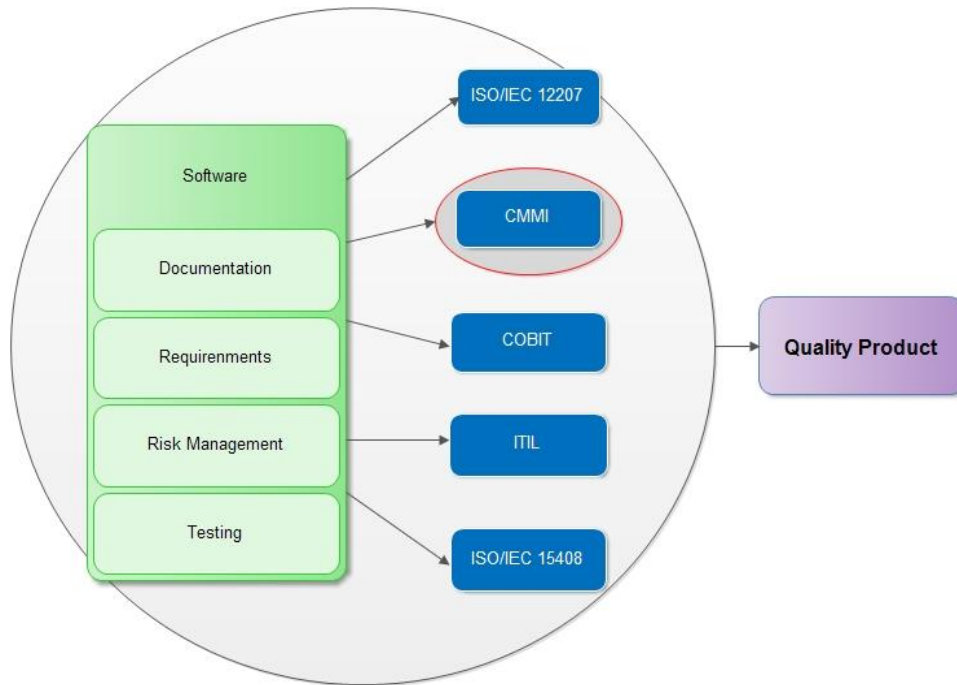 Software
Documentation
Requirenments
Risk Management
Testing
ISO/IEC 12207
CMMI
COBIT
ITIL
ISO/IEC 15408
Quality Product